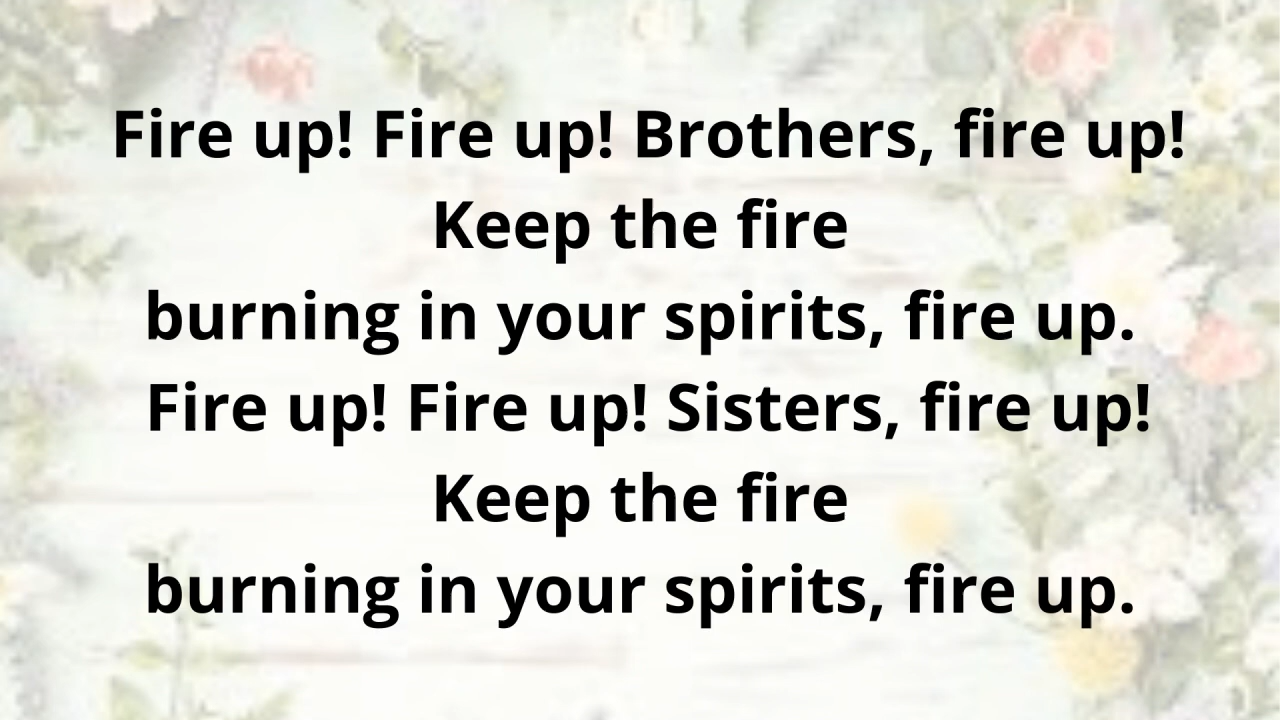 Fire up! Fire up! Brothers, fire up!
Keep the fire
burning in your spirits, fire up.
Fire up! Fire up! Sisters, fire up!
Keep the fire
burning in your spirits, fire up.